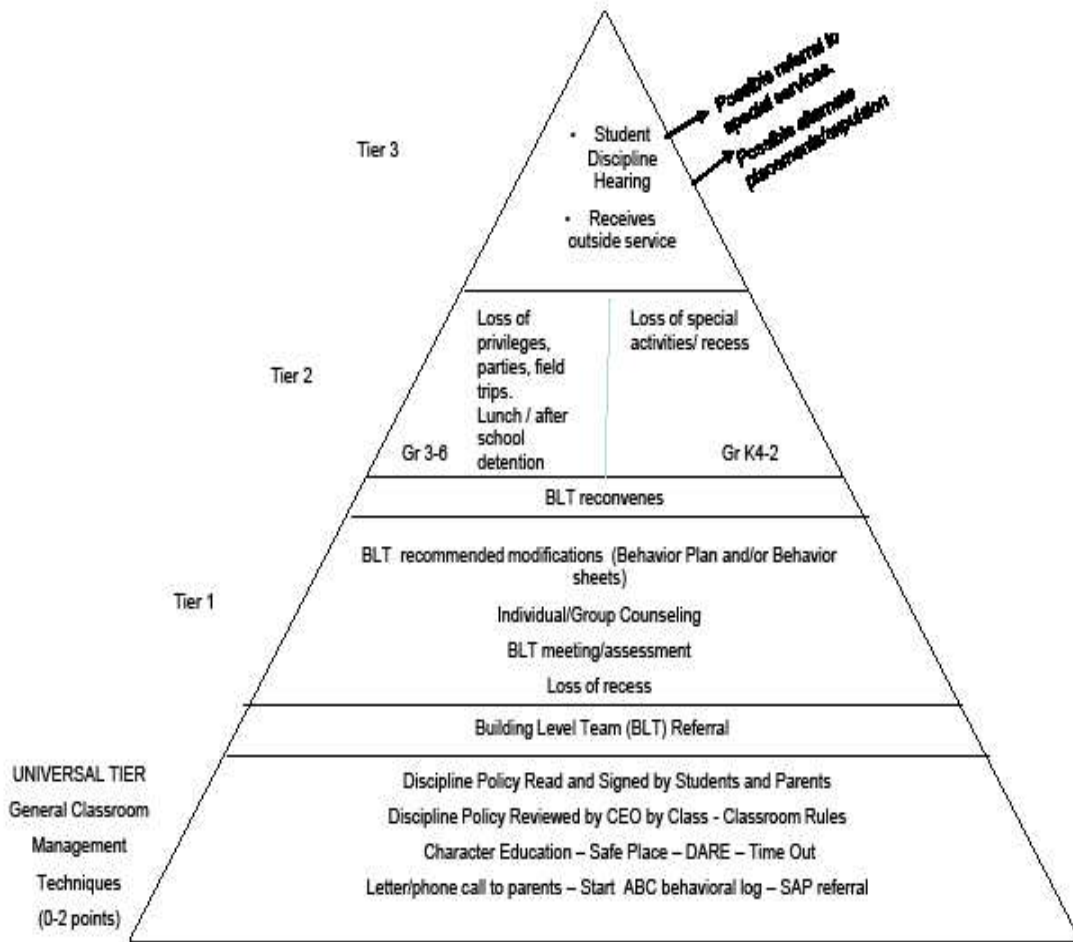 Possible referral to
special services.
Possible alternate
placements/expulsion
Tier 3
• Student
Discipline
Hearing
• Receives
outside service
Tier 2
Loss of
privileges,
parties, field
trips.
Lunch / after
school
detention
Gr 3-6
Loss of special
activities/ recess
Gr K4-2
BLT reconvenes
Tier 1
BLT recommended modifications (Behavior Plan and/or Behavior
sheets)
Individual/Group Counseling
BLT meeting/assessment
Loss of recess
Building Level Team (BLT) Referral
UNIVERSAL TIER
General Classroom
Management
Techniques
(0-2 points)
Discipline Policy Read and Signed by Students and Parents
Discipline Policy Reviewed by CEO by Class - Classroom Rules
Character Education – Safe Place – DARE – Time Out
Letter/phone call to parents – Start ABC behavioral log – SAP referral